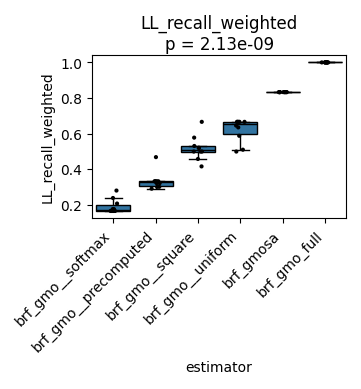 LL_recall_weighted
p = 2.13e-09
LL_recall_weighted
1.0
0.8
0.6
0.4
0.2
brf_gmo__softmax
brf_gmo__precomputed
brf_gmo__square
brf_gmo__uniform
brf_gmosa
brf_gmo_full
estimator